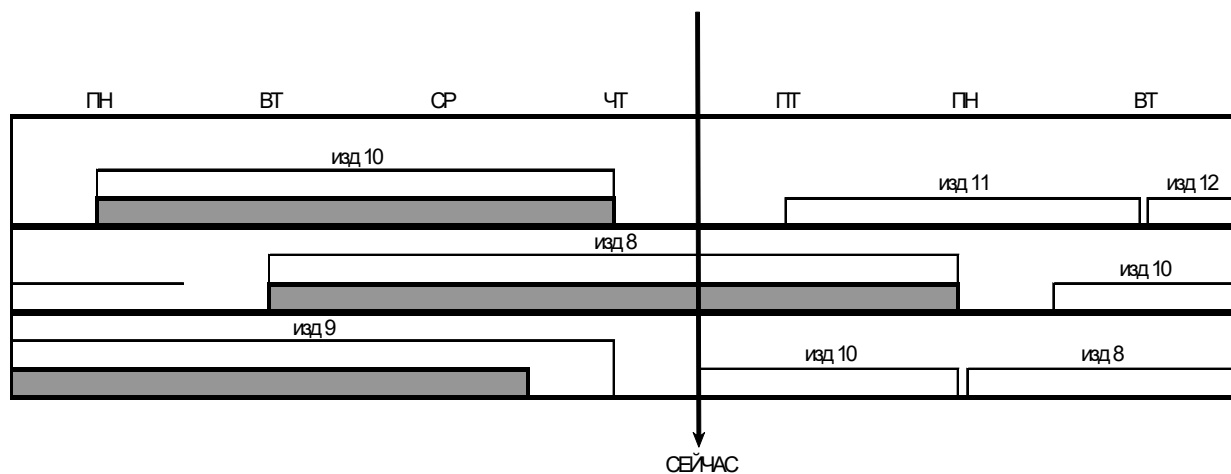 ПН ВТ СР ЧТ ПТ ПН ВТ
изд 10
изд 11 изд 12
изд 8
изд 10
изд 9
изд 10 изд 8
СЕЙЧАС